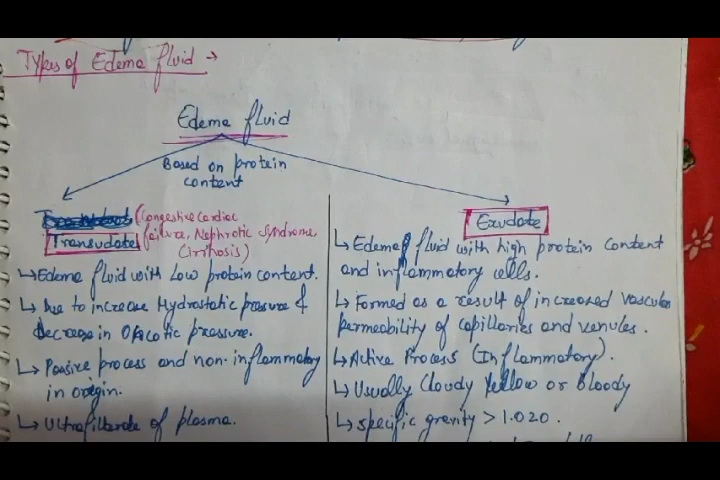 Types of Edema fluid →
Edema fluid
Based on protein
content
(Congestive Cardiac
Transudate failure, Nephrotic Syndrome,
Cirrhosis)
↳ Edema fluid with Low protein content.
↳ Due to increase Hydrostatic pressure &
decrease in Oncotic pressure.
↳ Passive process and non-inflammatory
in origin.
↳ Ultrafilterate of plasma.
Exudate
↳ Edema fluid with high protein content
and inflammatory cells.
↳ Formed as a result of increased vascular
permeability of capillaries and venules.
↳ Active Process (Inflammatory).
↳ Usually Cloudy Yellow or Bloody
↳ specific gravity > 1.020.